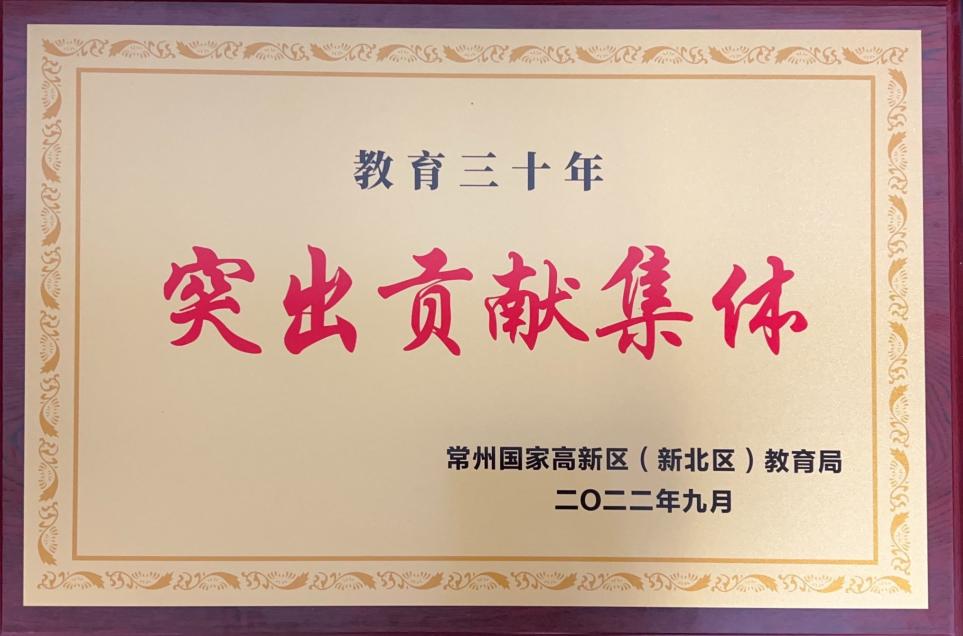 教育三十年
突出贡献集体
常州国家高新区（新北区）教育局
二〇二二年九月